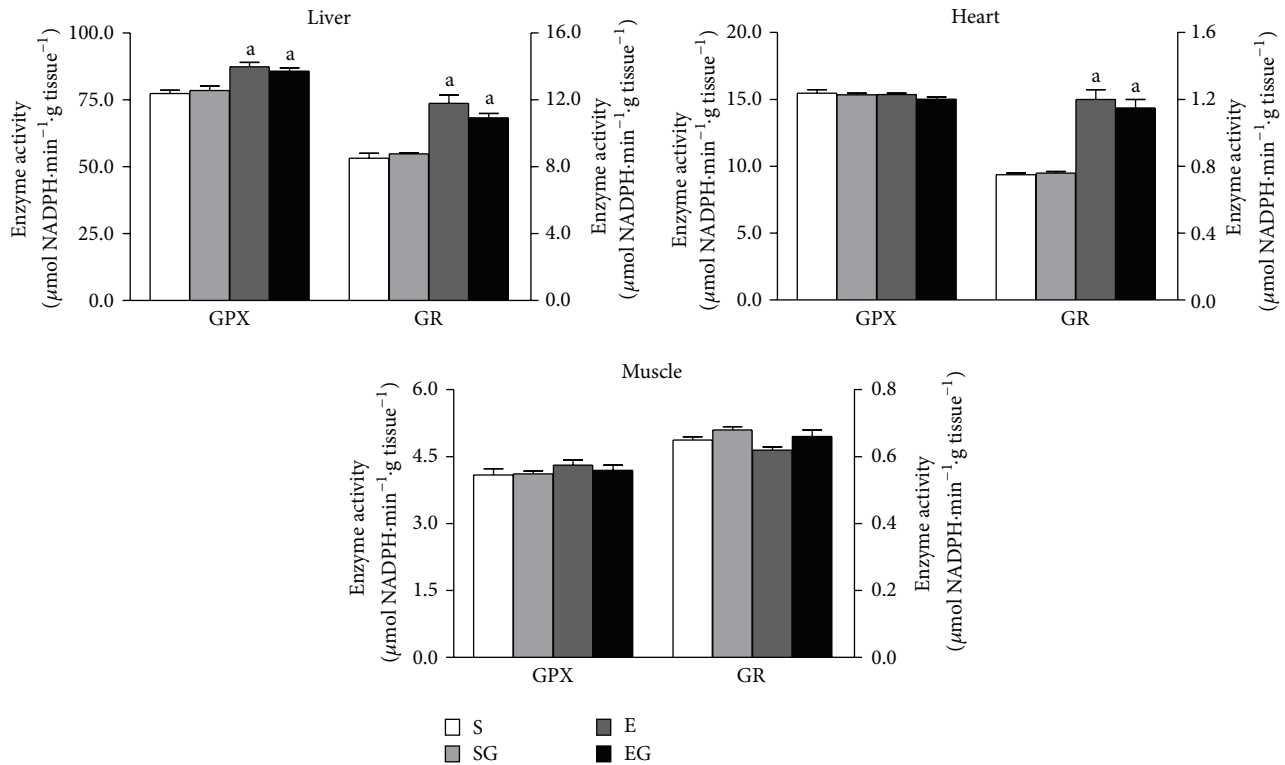 Liver
Enzyme activity
(μmol NADPH·min⁻¹·g tissue⁻¹)
100.0
75.0
50.0
25.0
0.0
a
a
a
a
16.0
12.0
8.0
4.0
0.0
Enzyme activity
(μmol NADPH·min⁻¹·g tissue⁻¹)
GPX
GR
Heart
Enzyme activity
(μmol NADPH·min⁻¹·g tissue⁻¹)
20.0
15.0
10.0
5.0
0.0
a
a
1.6
1.2
0.8
0.4
0.0
Enzyme activity
(μmol NADPH·min⁻¹·g tissue⁻¹)
GPX
GR
Muscle
Enzyme activity
(μmol NADPH·min⁻¹·g tissue⁻¹)
6.0
4.5
3.0
1.5
0.0
0.8
0.6
0.4
0.2
0.0
Enzyme activity
(μmol NADPH·min⁻¹·g tissue⁻¹)
GPX
GR
S
SG
E
EG